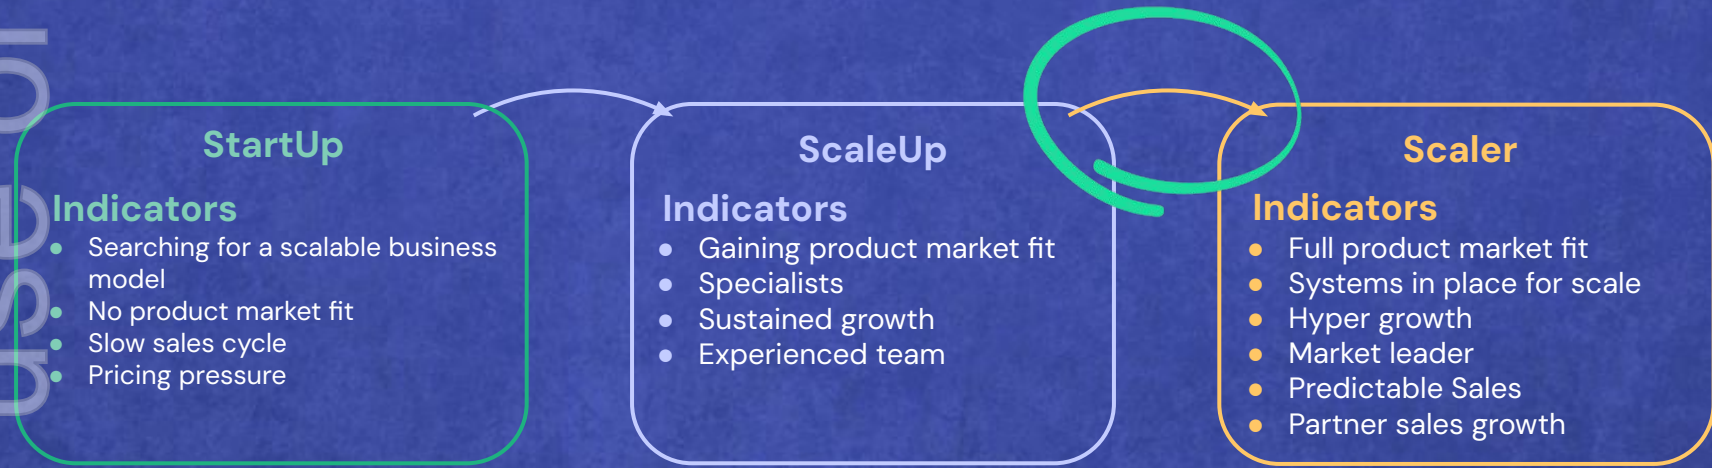 StartUp
Indicators
Searching for a scalable business
model
No product market fit
Slow sales cycle
Pricing pressure
ScaleUp
Indicators
Gaining product market fit
Specialists
Sustained growth
Experienced team
Scaler
Indicators
Full product market fit
Systems in place for scale
Hyper growth
Market leader
Predictable Sales
Partner sales growth
use